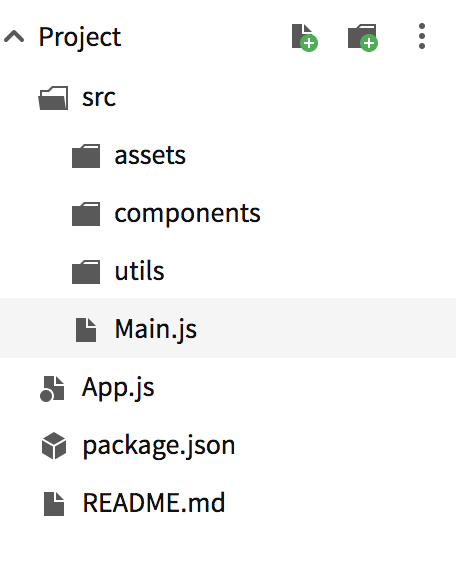 Project
src
assets
components
utils
Main.js
App.js
package.json
README.md